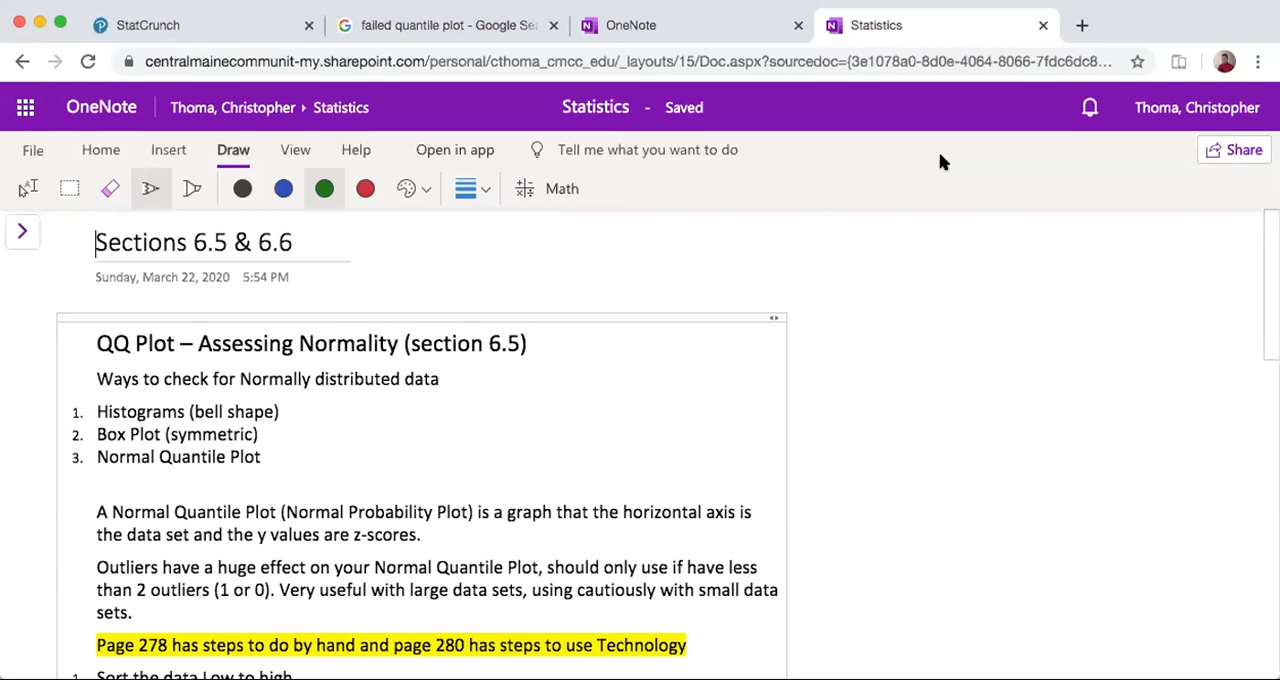 StatCrunch
failed quantile plot - Google Sea
OneNote
Statistics
centralmainecommunit-my.sharepoint.com/personal/cthoma_cmcc_edu/_layouts/15/Doc.aspx?sourcedoc={3e1078a0-8d0e-4064-8066-7fdc6dc8...
OneNote
Thoma, Christopher › Statistics
Statistics - Saved
Thoma, Christopher
File
Home
Insert
Draw
View
Help
Open in app
Tell me what you want to do
Share
Math
Sections 6.5 & 6.6
Sunday, March 22, 2020 5:54 PM
QQ Plot – Assessing Normality (section 6.5)
Ways to check for Normally distributed data
1. Histograms (bell shape)
2. Box Plot (symmetric)
3. Normal Quantile Plot
A Normal Quantile Plot (Normal Probability Plot) is a graph that the horizontal axis is
the data set and the y values are z-scores.
Outliers have a huge effect on your Normal Quantile Plot, should only use if have less
than 2 outliers (1 or 0). Very useful with large data sets, using cautiously with small data
sets.
Page 278 has steps to do by hand and page 280 has steps to use Technology
1. Sort the data Low to high